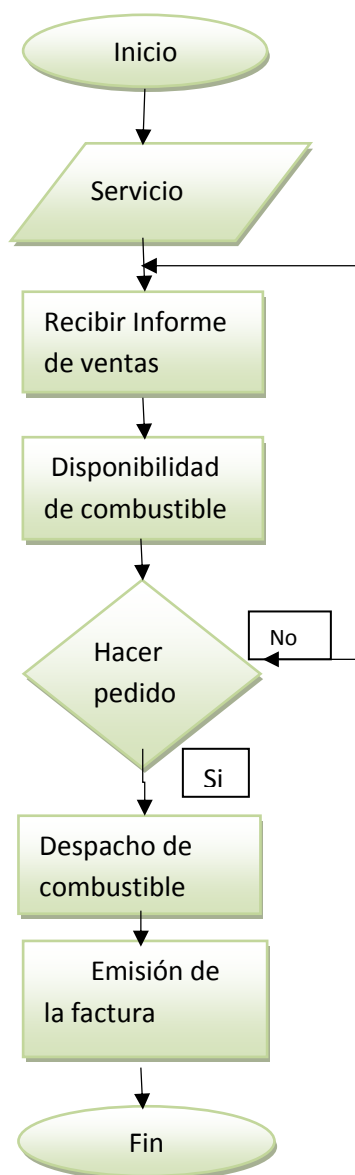 Inicio
Servicio
Recibir Informe
de ventas
Disponibilidad
de combustible
Hacer
pedido
No
Si
Despacho de
combustible
Emisión de
la factura
Fin